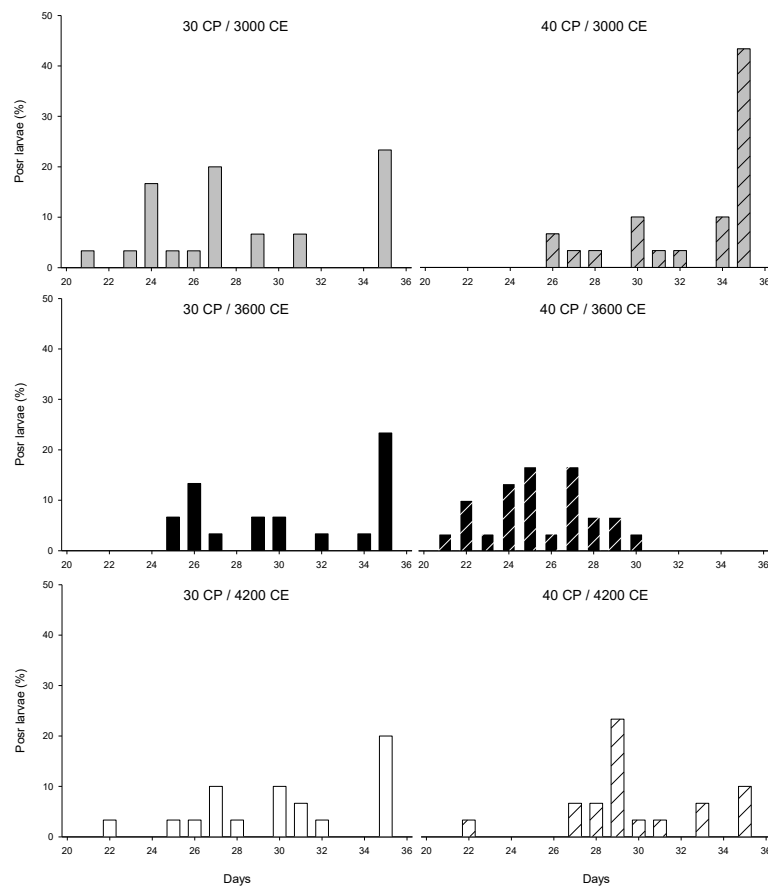 30 CP / 3000 CE
40 CP / 3000 CE
Posr larvae (%)
50
40
30
20
10
0
20 22 24 26 28 30 32 34 36
20 22 24 26 28 30 32 34 36
30 CP / 3600 CE
40 CP / 3600 CE
Posr larvae (%)
50
40
30
20
10
0
20 22 24 26 28 30 32 34 36
20 22 24 26 28 30 32 34 36
30 CP / 4200 CE
40 CP / 4200 CE
Posr larvae (%)
50
40
30
20
10
0
20 22 24 26 28 30 32 34 36
20 22 24 26 28 30 32 34 36
Days
Days